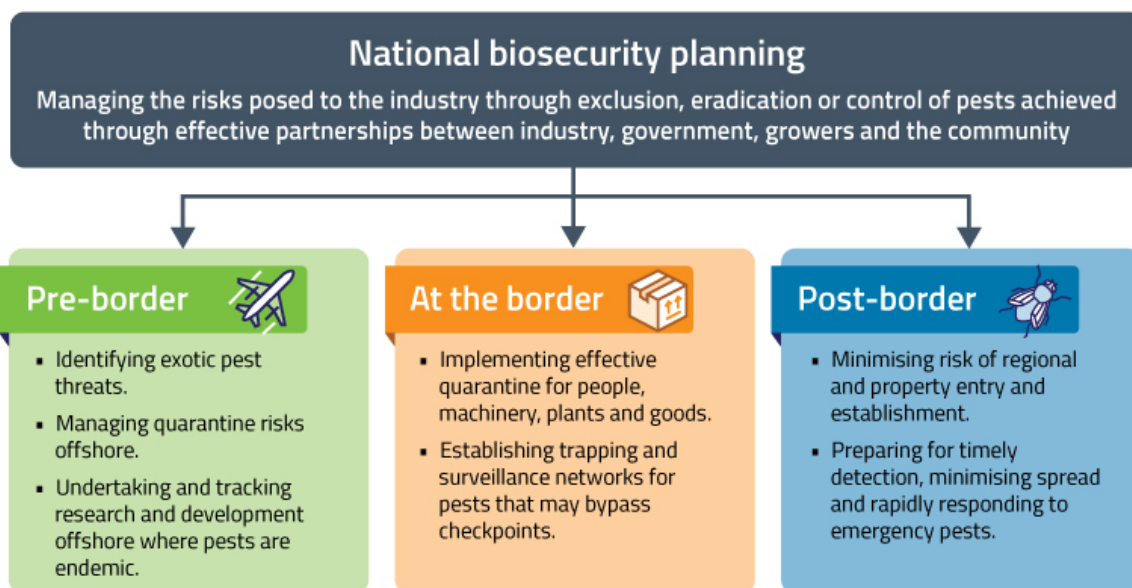 National biosecurity planning
Managing the risks posed to the industry through exclusion, eradication or control of pests achieved
through effective partnerships between industry, government, growers and the community
Pre-border
▪ Identifying exotic pest
threats.
▪ Managing quarantine risks
offshore.
▪ Undertaking and tracking
research and development
offshore where pests are
endemic.
At the border
▪ Implementing effective
quarantine for people,
machinery, plants and goods.
▪ Establishing trapping and
surveillance networks for
pests that may bypass
checkpoints.
Post-border
▪ Minimising risk of regional
and property entry and
establishment.
▪ Preparing for timely
detection, minimising spread
and rapidly responding to
emergency pests.